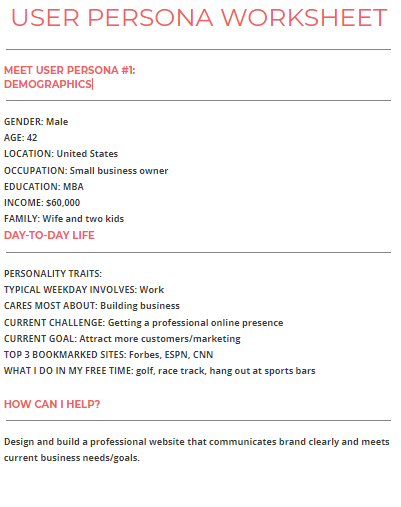 USER PERSONA WORKSHEET
MEET USER PERSONA #1:
DEMOGRAPHICS
GENDER: Male
AGE: 42
LOCATION: United States
OCCUPATION: Small business owner
EDUCATION: MBA
INCOME: $60,000
FAMILY: Wife and two kids
DAY-TO-DAY LIFE
PERSONALITY TRAITS:
TYPICAL WEEKDAY INVOLVES: Work
CARES MOST ABOUT: Building business
CURRENT CHALLENGE: Getting a professional online presence
CURRENT GOAL: Attract more customers/marketing
TOP 3 BOOKMARKED SITES: Forbes, ESPN, CNN
WHAT I DO IN MY FREE TIME: golf, race track, hang out at sports bars
HOW CAN I HELP?
Design and build a professional website that communicates brand clearly and meets
current business needs/goals.